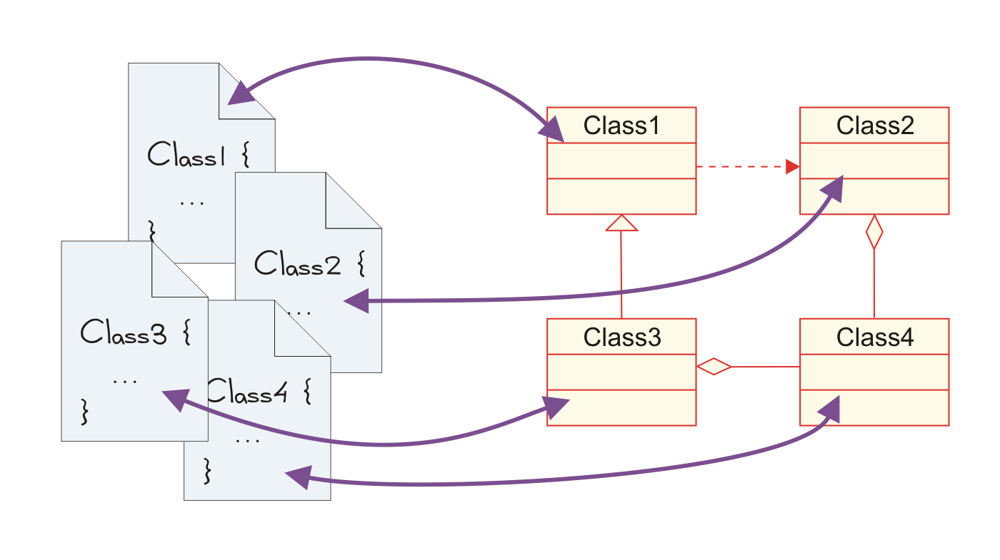 Class1 {
...
}
Class2 {
...
Class3 {
...
}
Class4 {
...
}
Class1
Class2
Class3
Class4